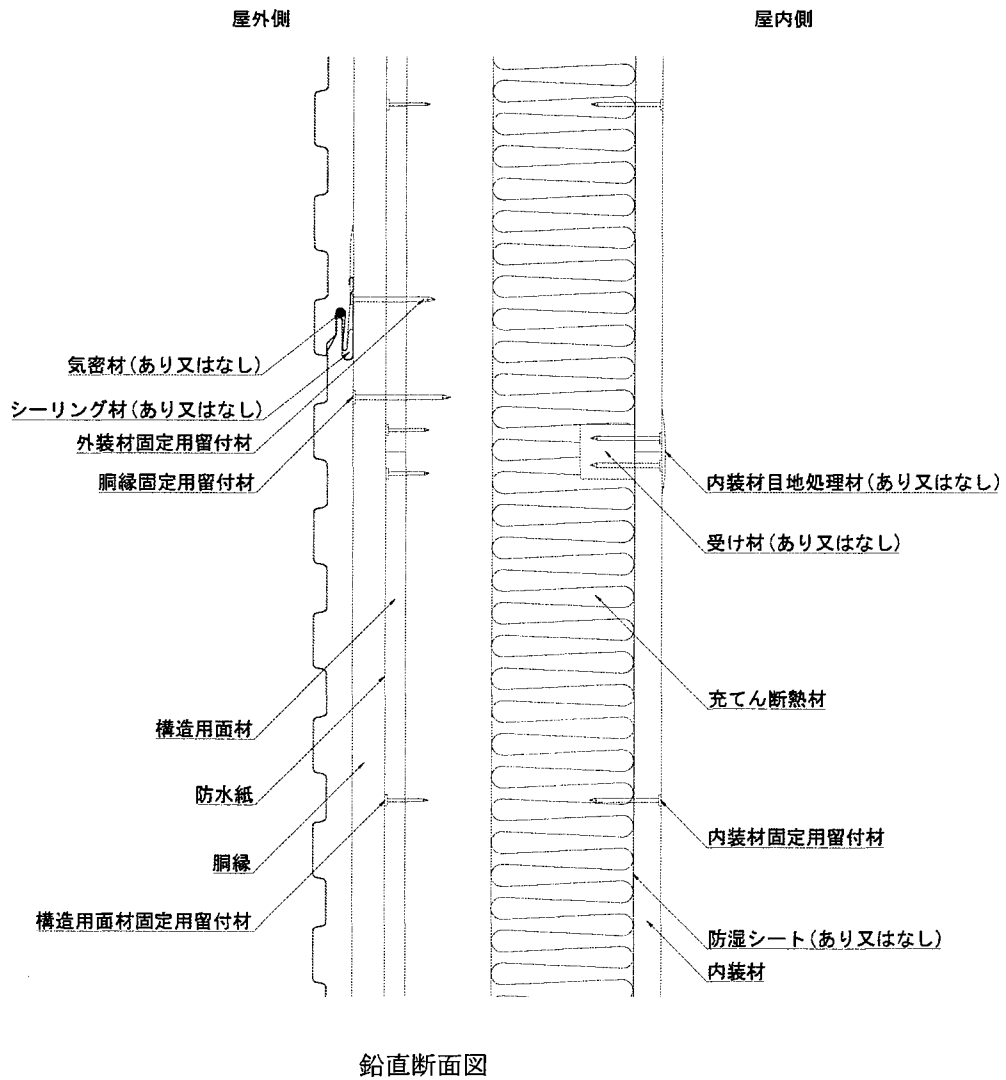 屋外側
屋内側
気密材(あり又はなし)
シーリング材(あり又はなし)
外装材固定用留付材
胴縁固定用留付材
構造用面材
防水紙
胴縁
構造用面材固定用留付材
内装材目地処理材(あり又はなし)
受け材(あり又はなし)
充てん断熱材
内装材固定用留付材
防湿シート(あり又はなし)
内装材
鉛直断面図